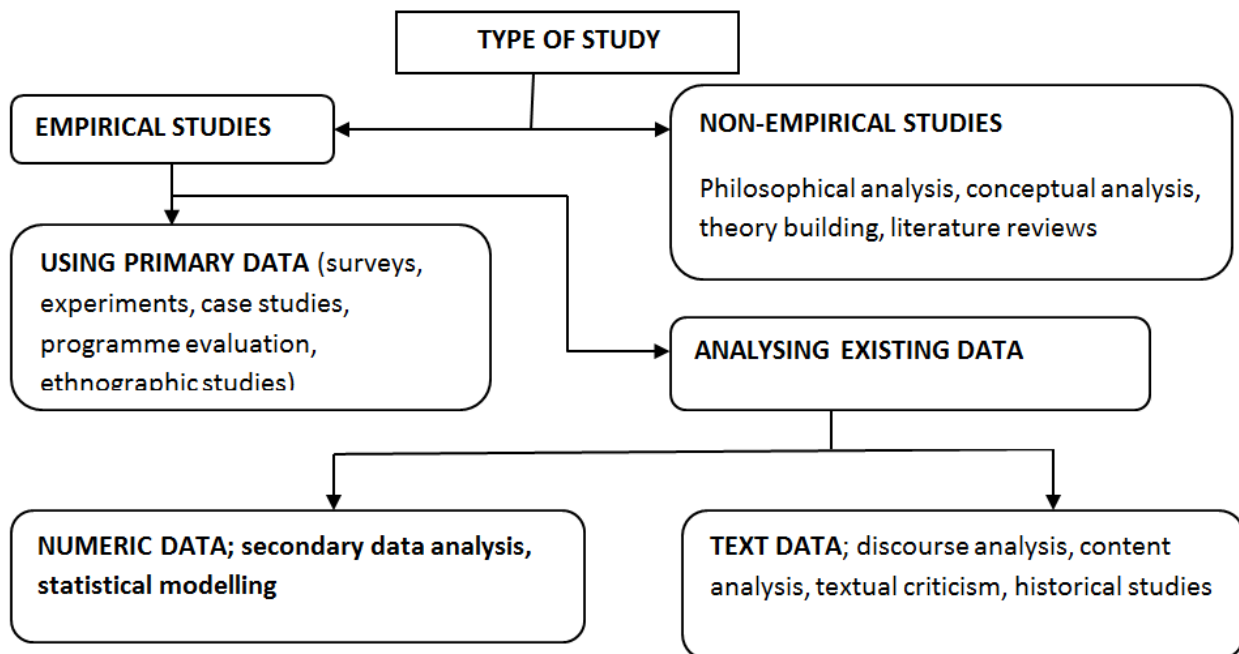 TYPE OF STUDY
EMPIRICAL STUDIES
NON-EMPIRICAL STUDIES
Philosophical analysis, conceptual analysis,
theory building, literature reviews
USING PRIMARY DATA (surveys,
experiments, case studies,
programme evaluation,
ethnographic studies)
ANALYSING EXISTING DATA
NUMERIC DATA; secondary data analysis,
statistical modelling
TEXT DATA; discourse analysis, content
analysis, textual criticism, historical studies